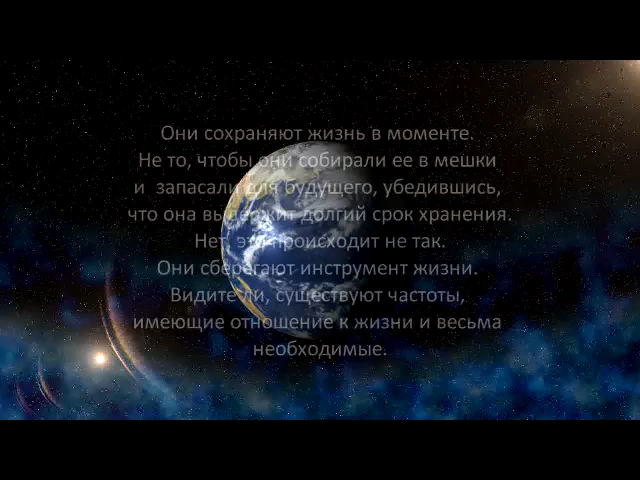 Они сохраняют жизнь в моменте.
Не то, чтобы они собирали ее в мешки
и запасали для будущего, убедившись,
что она выдержит долгий срок хранения.
Нет, это происходит не так.
Они сберегают инструмент жизни.
Видите ли, существуют частоты,
имеющие отношение к жизни и весьма
необходимые.